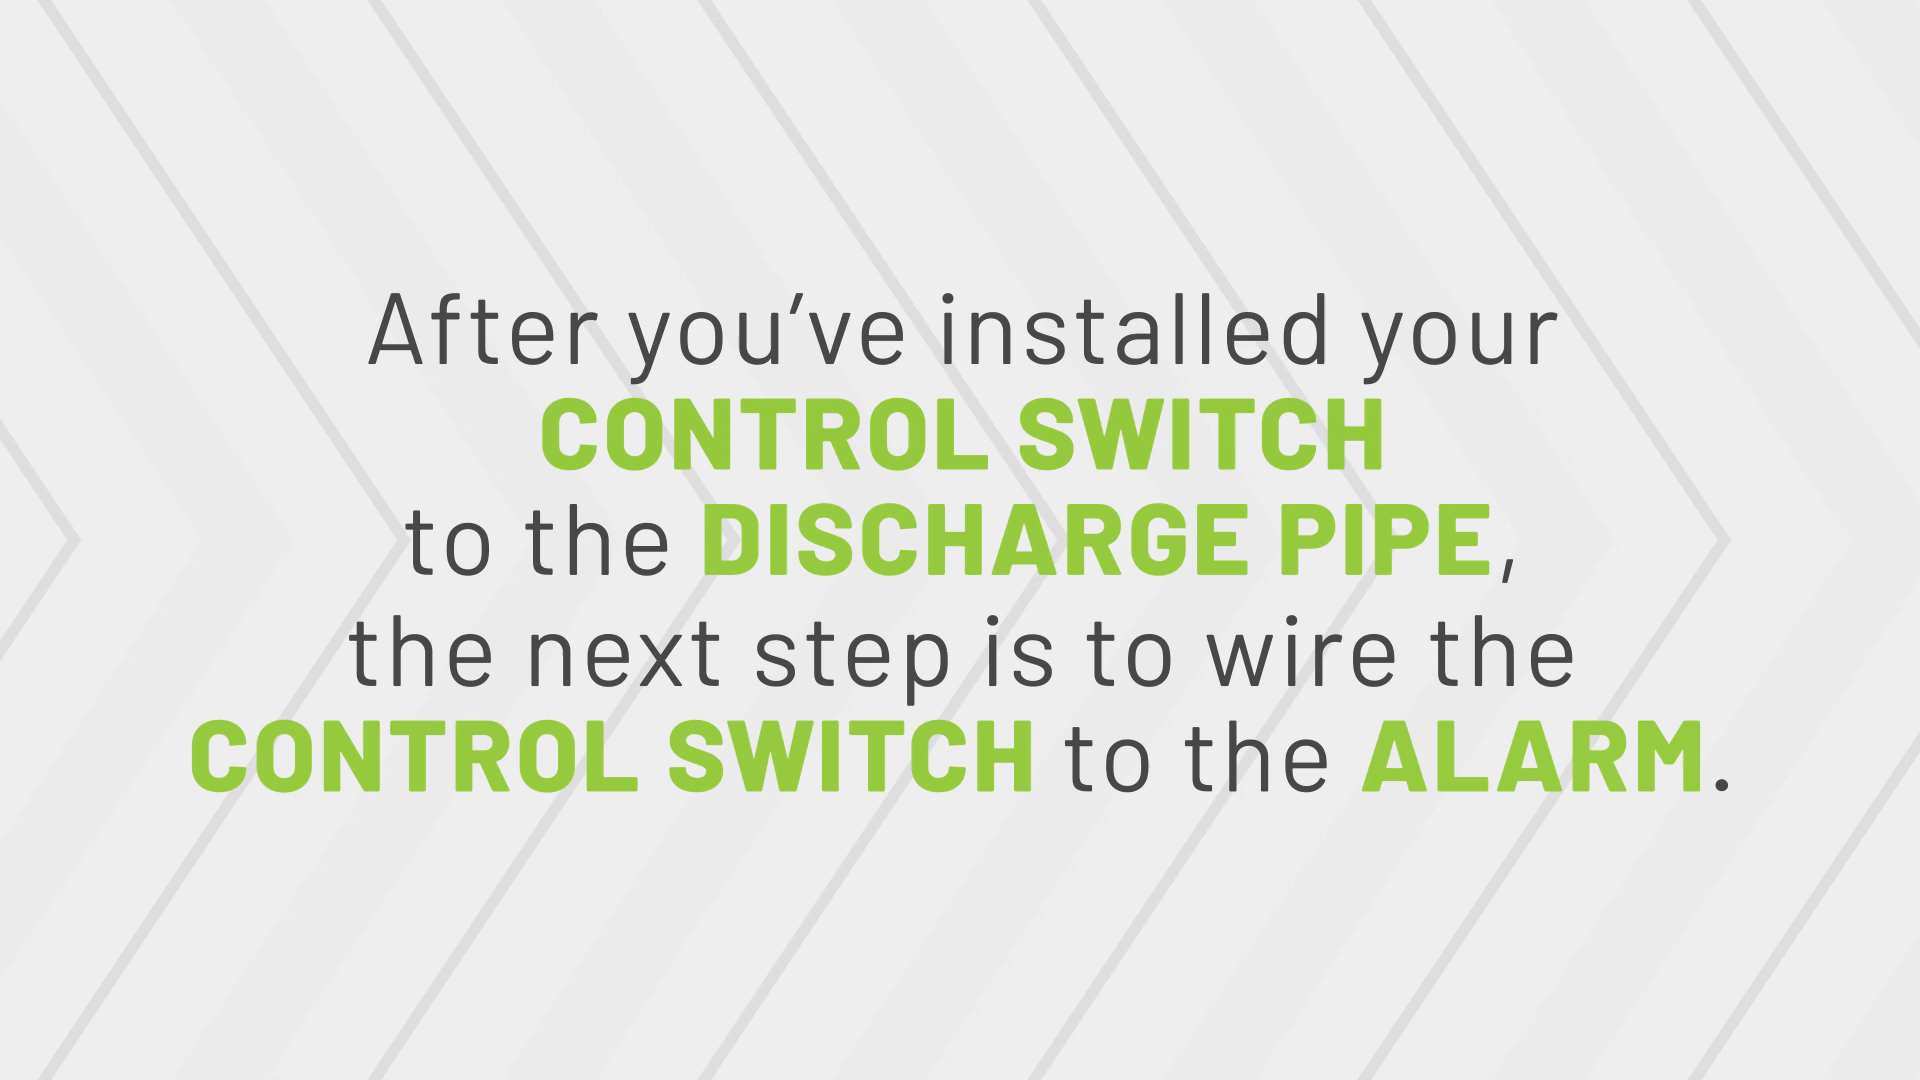 After you’ve installed your
CONTROL SWITCH
to the DISCHARGE PIPE,
the next step is to wire the
CONTROL SWITCH to the ALARM.